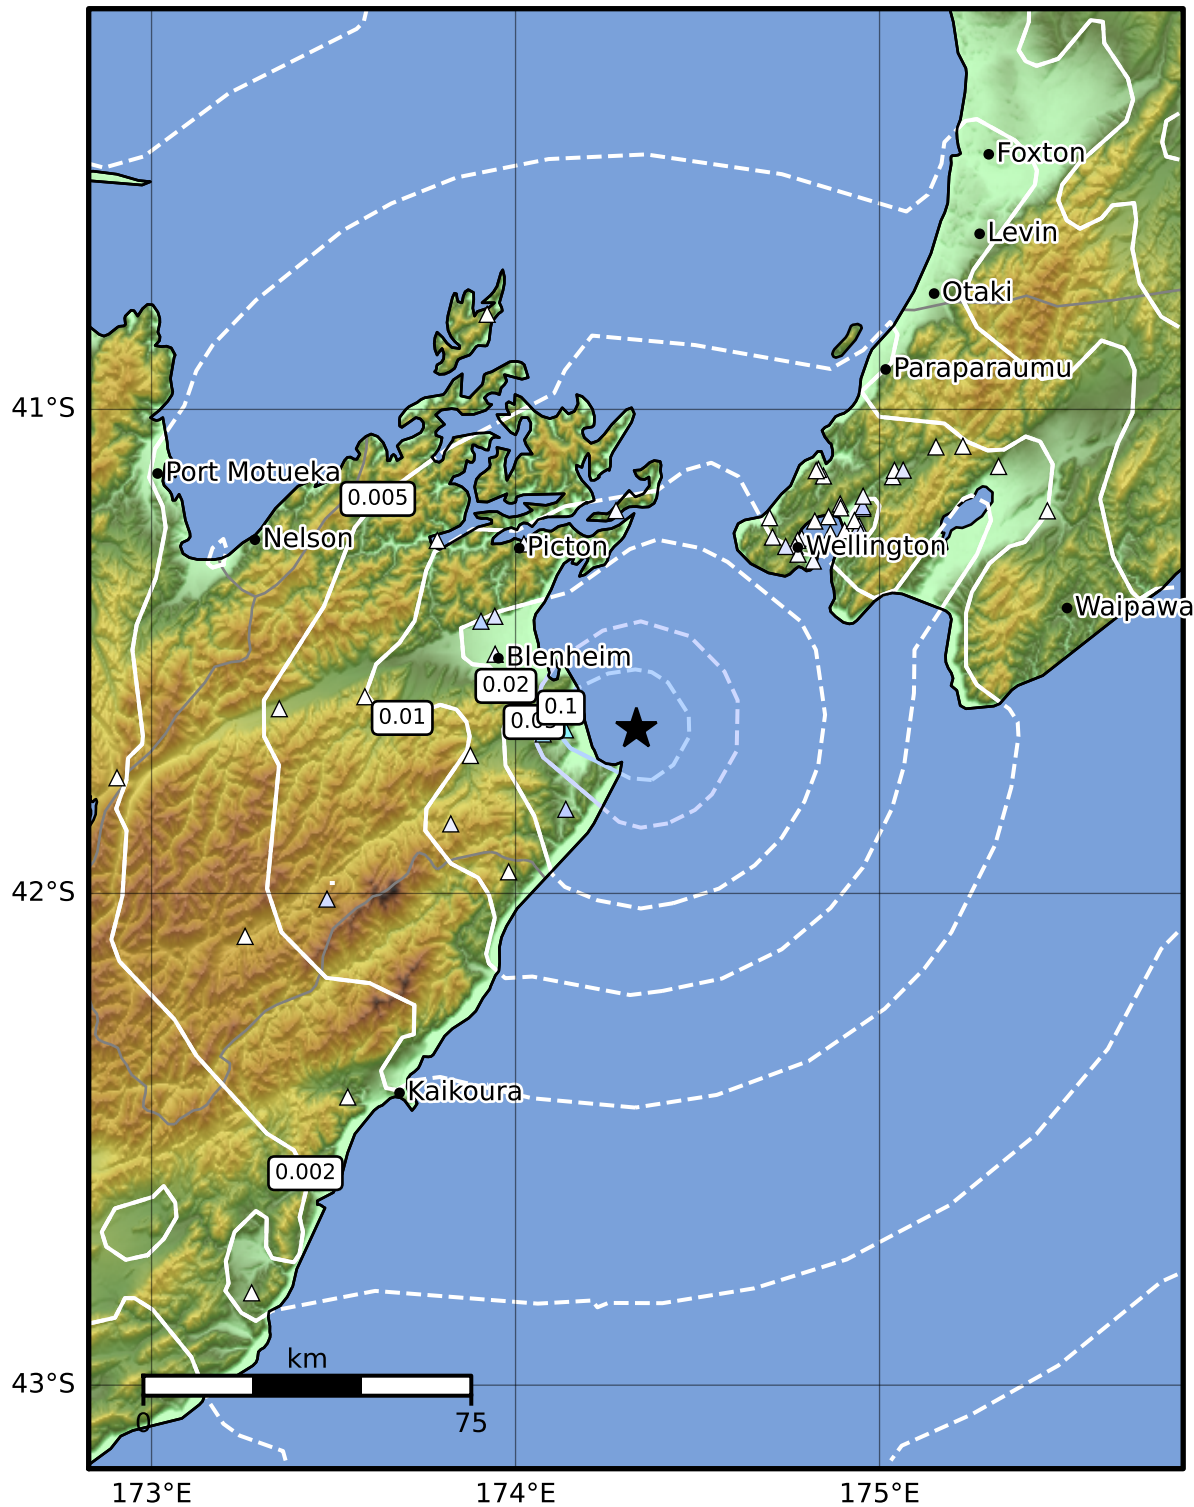 Foxton
Levin
Otaki
Paraparaumu
41°S
Port Motueka
0.005
Nelson
Picton
Wellington
Waipawa
Blenheim
0.02
0.01
0.1
42°S
Kaikoura
0.002
km
43°S
0
75
173°E
174°E
175°E